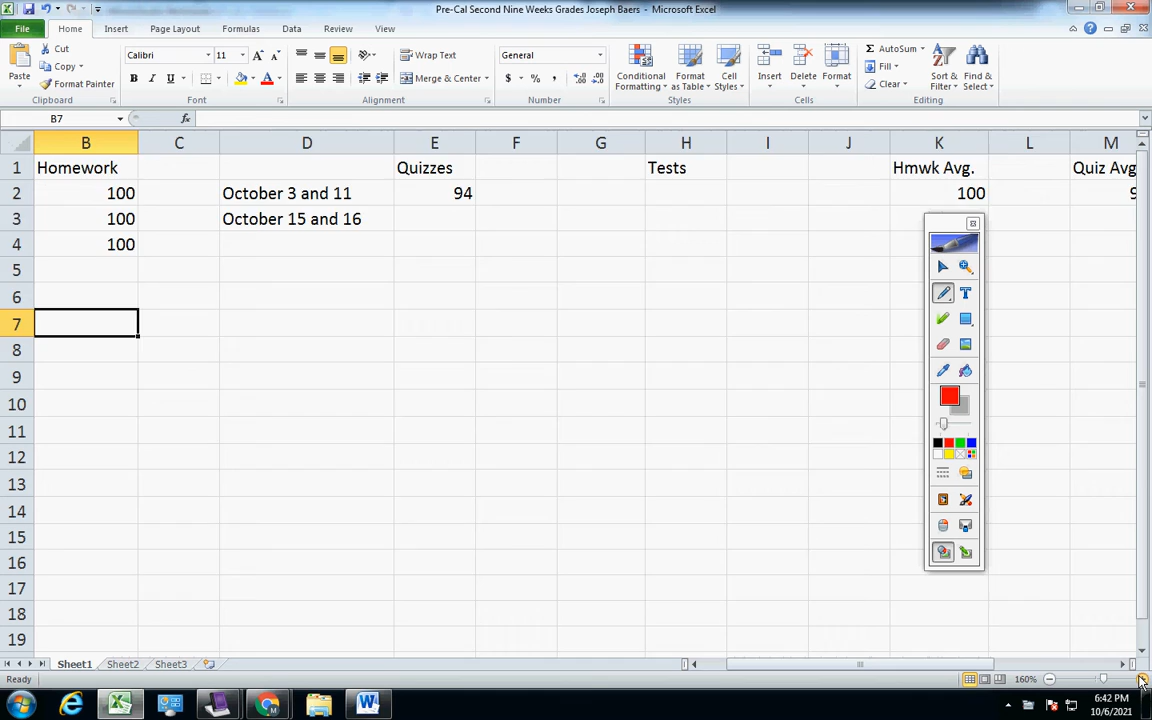 Pre-Cal Second Nine Weeks Grades Joseph Baers - Microsoft Excel
File Home Insert Page Layout Formulas Data Review View
Paste Cut Copy Format Painter Clipboard
Calibri 11 A A B I U A Font
Wrap Text Merge & Center Alignment
General $ % , Number
Conditional Formatting Format as Table Cell Styles Styles
Insert Delete Format Cells
AutoSum Fill Clear Sort & Filter Find & Select Editing
B7 fx
B C D E F G H I J K L M
1 Homework Quizzes Tests Hmwk Avg. Quiz Avg
2 100 October 3 and 11 94 100 9
3 100 October 15 and 16
4 100
5
6
7
8
9
10
11
12
13
14
15
16
17
18
19
T
Sheet1 Sheet2 Sheet3
Ready 160%
6:42 PM
10/6/2021